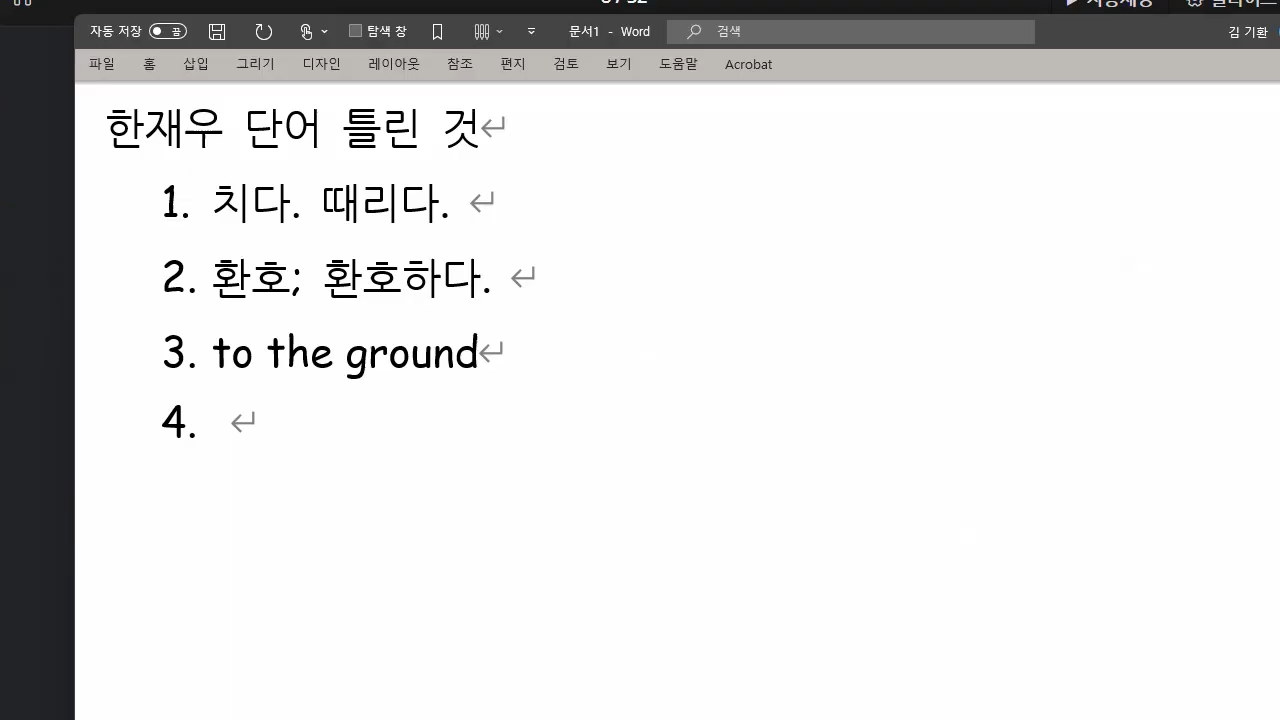 자동 저장 끔 탐색 창 문서1 - Word 검색 김 기환
파일 홈 삽입 그리기 디자인 레이아웃 참조 편지 검토 보기 도움말 Acrobat
한재우 단어 틀린 것
1. 치다. 때리다.
2. 환호; 환호하다.
3. to the ground
4.